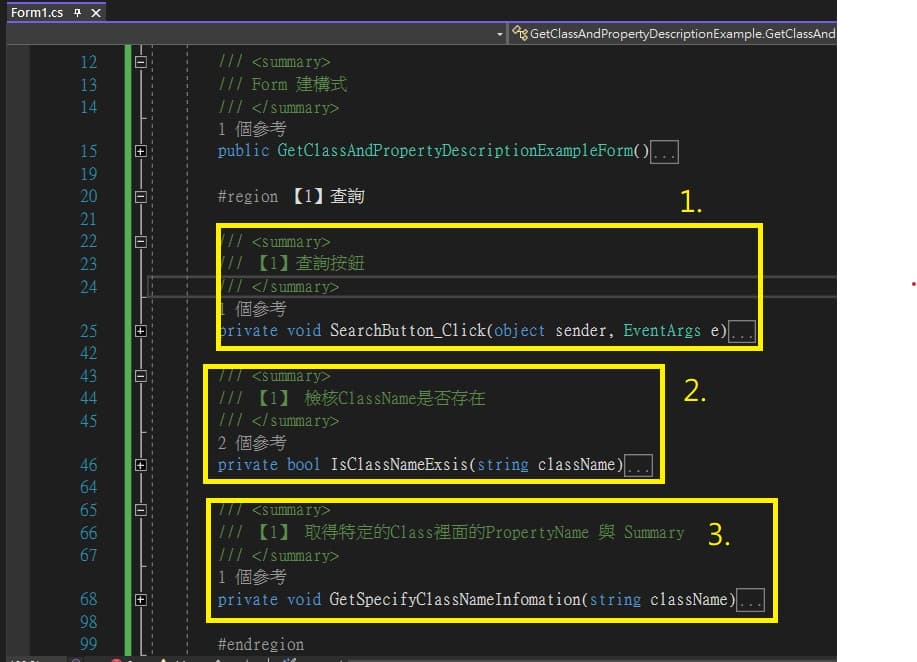 Form1.cs
GetClassAndPropertyDescriptionExample.GetClassAnd
12 /// <summary>
13 /// Form 建構式
14 /// </summary>
1 個參考
15 public GetClassAndPropertyDescriptionExampleForm()...
19
20 #region 【1】查詢
1.
21
22 /// <summary>
23 /// 【1】查詢按鈕
24 /// </summary>
1 個參考
25 private void SearchButton_Click(object sender, EventArgs e)...
42
43 /// <summary>
44 /// 【1】 檢核ClassName是否存在
2.
45 /// </summary>
2 個參考
46 private bool IsClassNameExsis(string className)...
64
65 /// <summary>
66 /// 【1】 取得特定的Class裡面的PropertyName 與 Summary
3.
67 /// </summary>
1 個參考
68 private void GetSpecifyClassNameInfomation(string className)...
98
99 #endregion